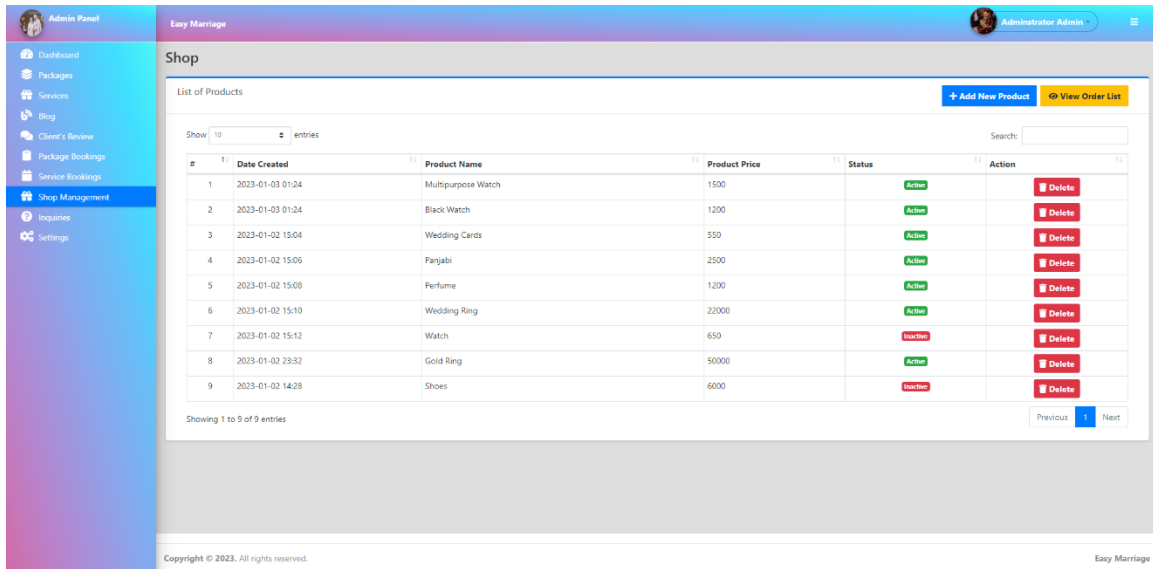 Admin Panel
Easy Marriage
Adminstrator Admin
Dashboard
Packages
Services
Blog
Client's Review
Package Bookings
Service Bookings
Shop Management
Inquiries
Settings
Shop
List of Products
+ Add New Product
View Order List
Show 10 entries
Search:
# Date Created Product Name Product Price Status Action
1 2023-01-03 01:24 Multipurpose Watch 1500 Active Delete
2 2023-01-03 01:24 Black Watch 1200 Active Delete
3 2023-01-02 15:04 Wedding Cards 550 Active Delete
4 2023-01-02 15:06 Panjabi 2500 Active Delete
5 2023-01-02 15:08 Perfume 1200 Active Delete
6 2023-01-02 15:10 Wedding Ring 22000 Active Delete
7 2023-01-02 15:12 Watch 650 Inactive Delete
8 2023-01-02 23:32 Gold Ring 50000 Active Delete
9 2023-01-02 14:28 Shoes 6000 Inactive Delete
Showing 1 to 9 of 9 entries
Previous 1 Next
Copyright © 2023. All rights reserved.
Easy Marriage